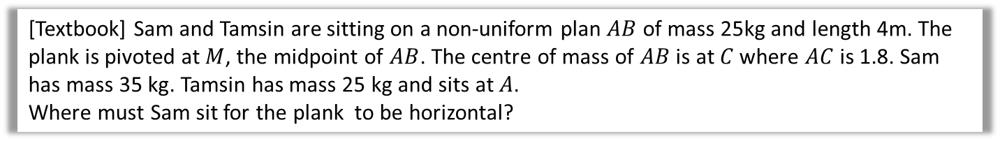 [Textbook] Sam and Tamsin are sitting on a non-uniform plan AB of mass 25kg and length 4m. The
plank is pivoted at M, the midpoint of AB. The centre of mass of AB is at C where AC is 1.8. Sam
has mass 35 kg. Tamsin has mass 25 kg and sits at A.
Where must Sam sit for the plank to be horizontal?